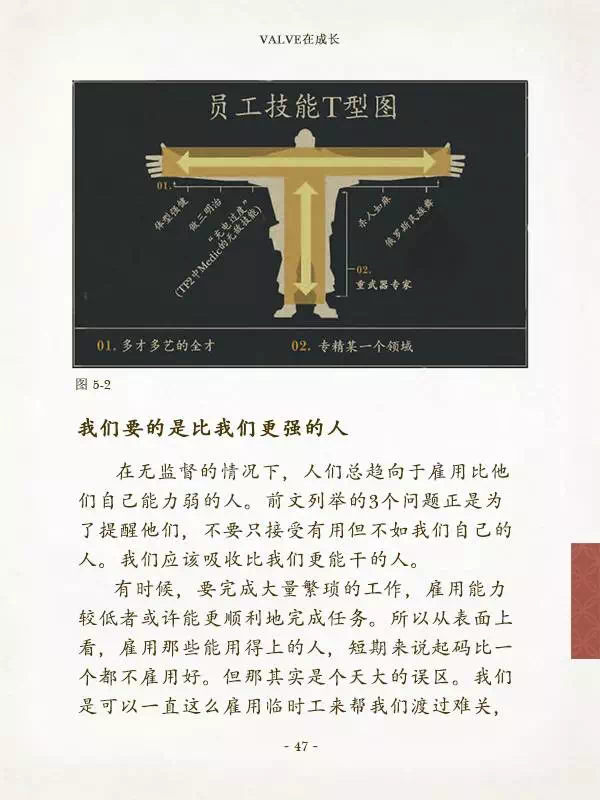 VALVE在成长
员工技能T型图
01.
体型强健
做三明治
“充电过度”
(TF2中Medic的无敌技能)
杀人如麻
俄罗斯民族舞
02.
重武器专家
01. 多才多艺的全才
02. 专精某一个领域
图 5-2
我们要的是比我们更强的人
在无监督的情况下，人们总趋向于雇用比他
们自己能力弱的人。前文列举的3个问题正是为
了提醒他们，不要只接受有用但不如我们自己的
人。我们应该吸收比我们更能干的人。
有时候，要完成大量繁琐的工作，雇用能力
较低者或许能更顺利地完成任务。所以从表面上
看，雇用那些能用得上的人，短期来说起码比一
个都不雇用好。但那其实是个天大的误区。我们
是可以一直这么雇用临时工来帮我们渡过难关，
- 47 -